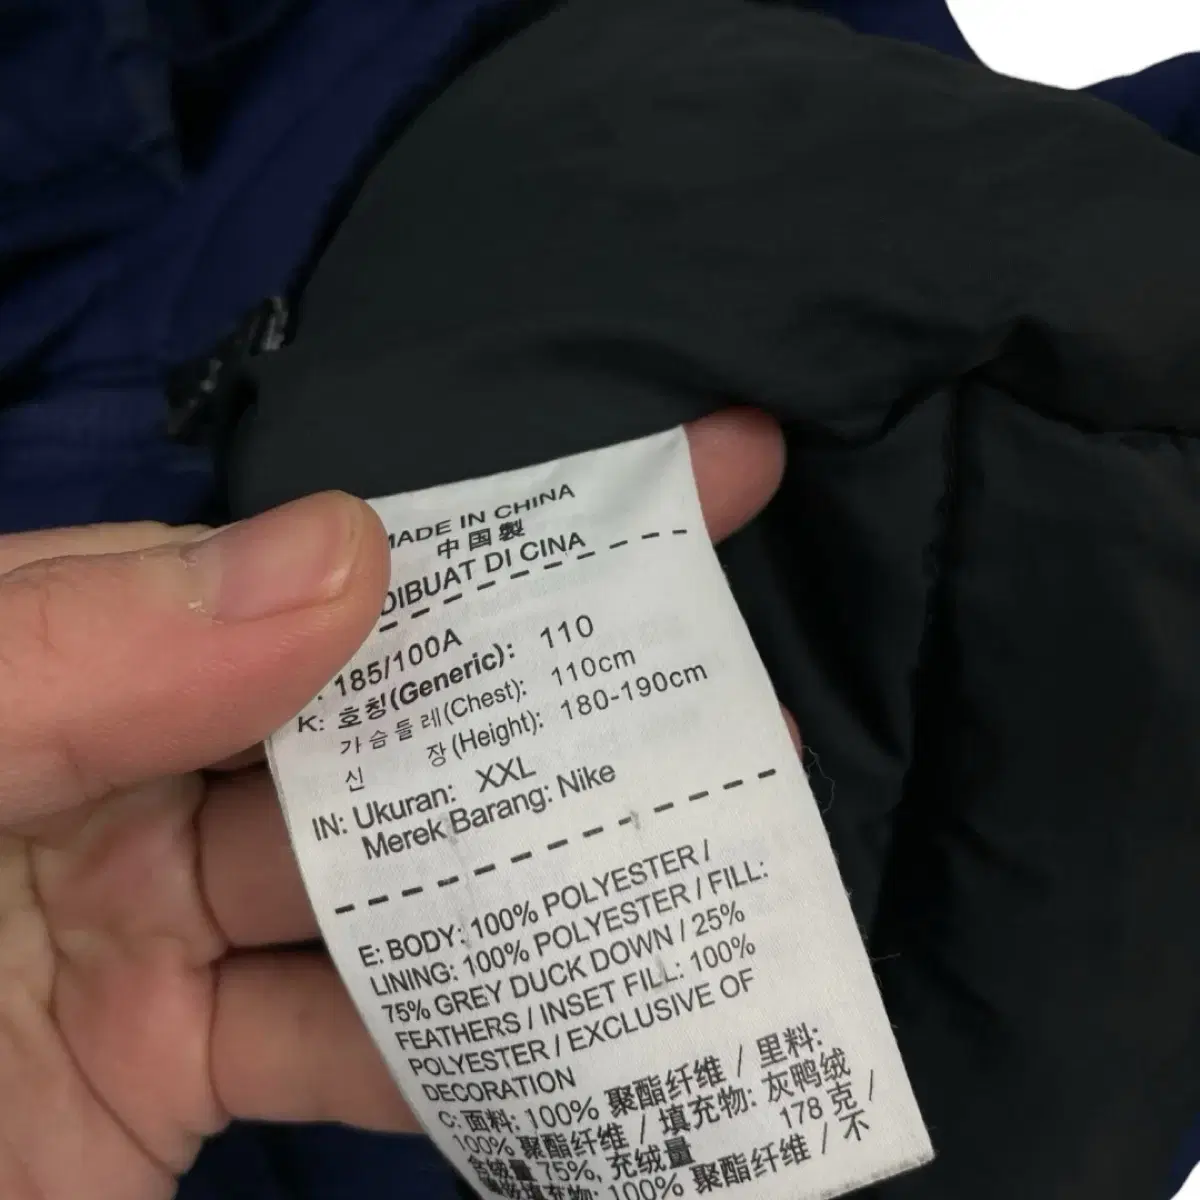 MADE IN CHINA
中国製
DIBUAT DI CINA
: 185/100A
K: 호칭(Generic): 110
가슴들레(Chest): 110cm
신 장(Height): 180-190cm
IN: Ukuran: XXL
Merek Barang: Nike
E: BODY: 100% POLYESTER /
LINING: 100% POLYESTER / FILL:
75% GREY DUCK DOWN / 25%
FEATHERS / INSET FILL: 100%
POLYESTER / EXCLUSIVE OF
DECORATION
C: 面料: 100% 聚酯纤维 / 里料:
100% 聚酯纤维 / 填充物: 灰鸭绒
含绒量 75%, 充绒量 178 克 /
填充物: 100% 聚酯纤维 / 不